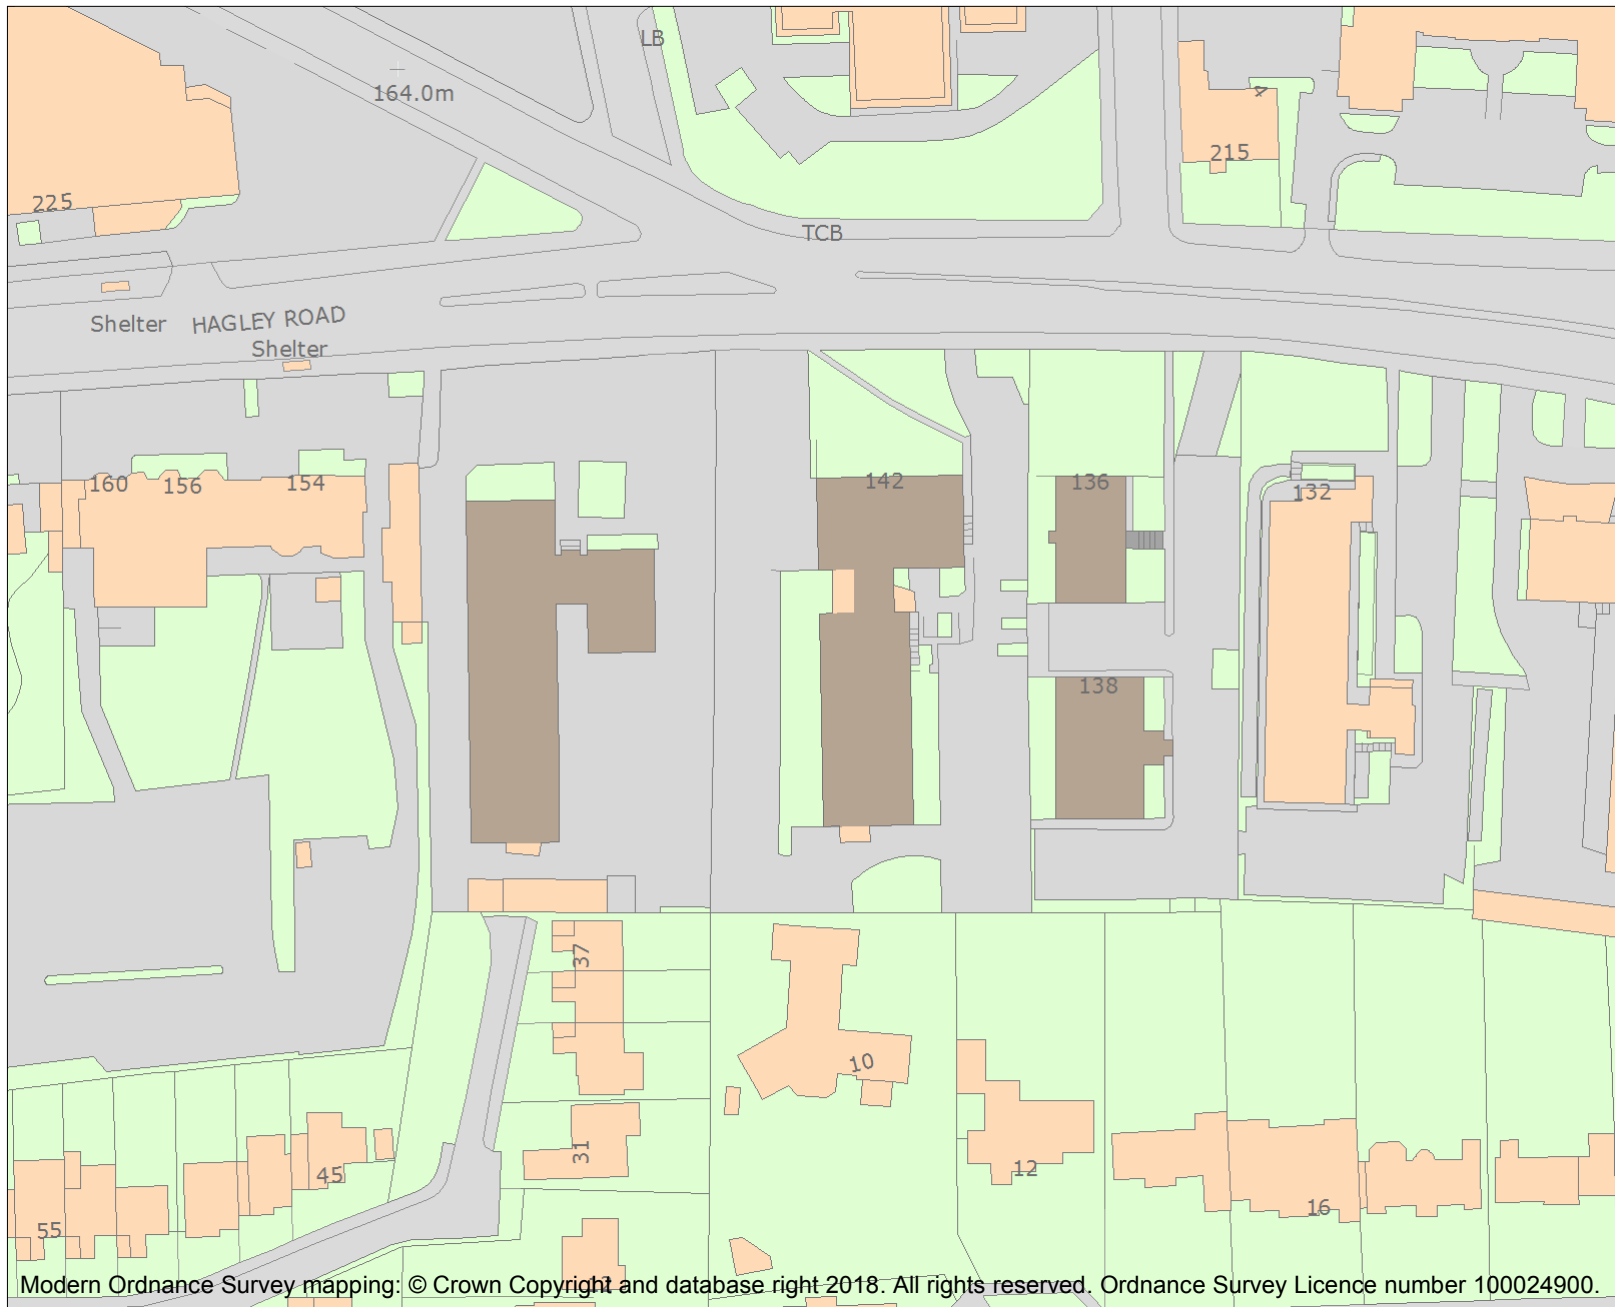 LB
164.0m
4
215
225
TCB
Shelter
HAGLEY ROAD
Shelter
160
156
154
142
136
132
138
37
10
31
12
45
16
55
Modern Ordnance Survey mapping: © Crown Copyright and database right 2018. All rights reserved. Ordnance Survey Licence number 100024900.